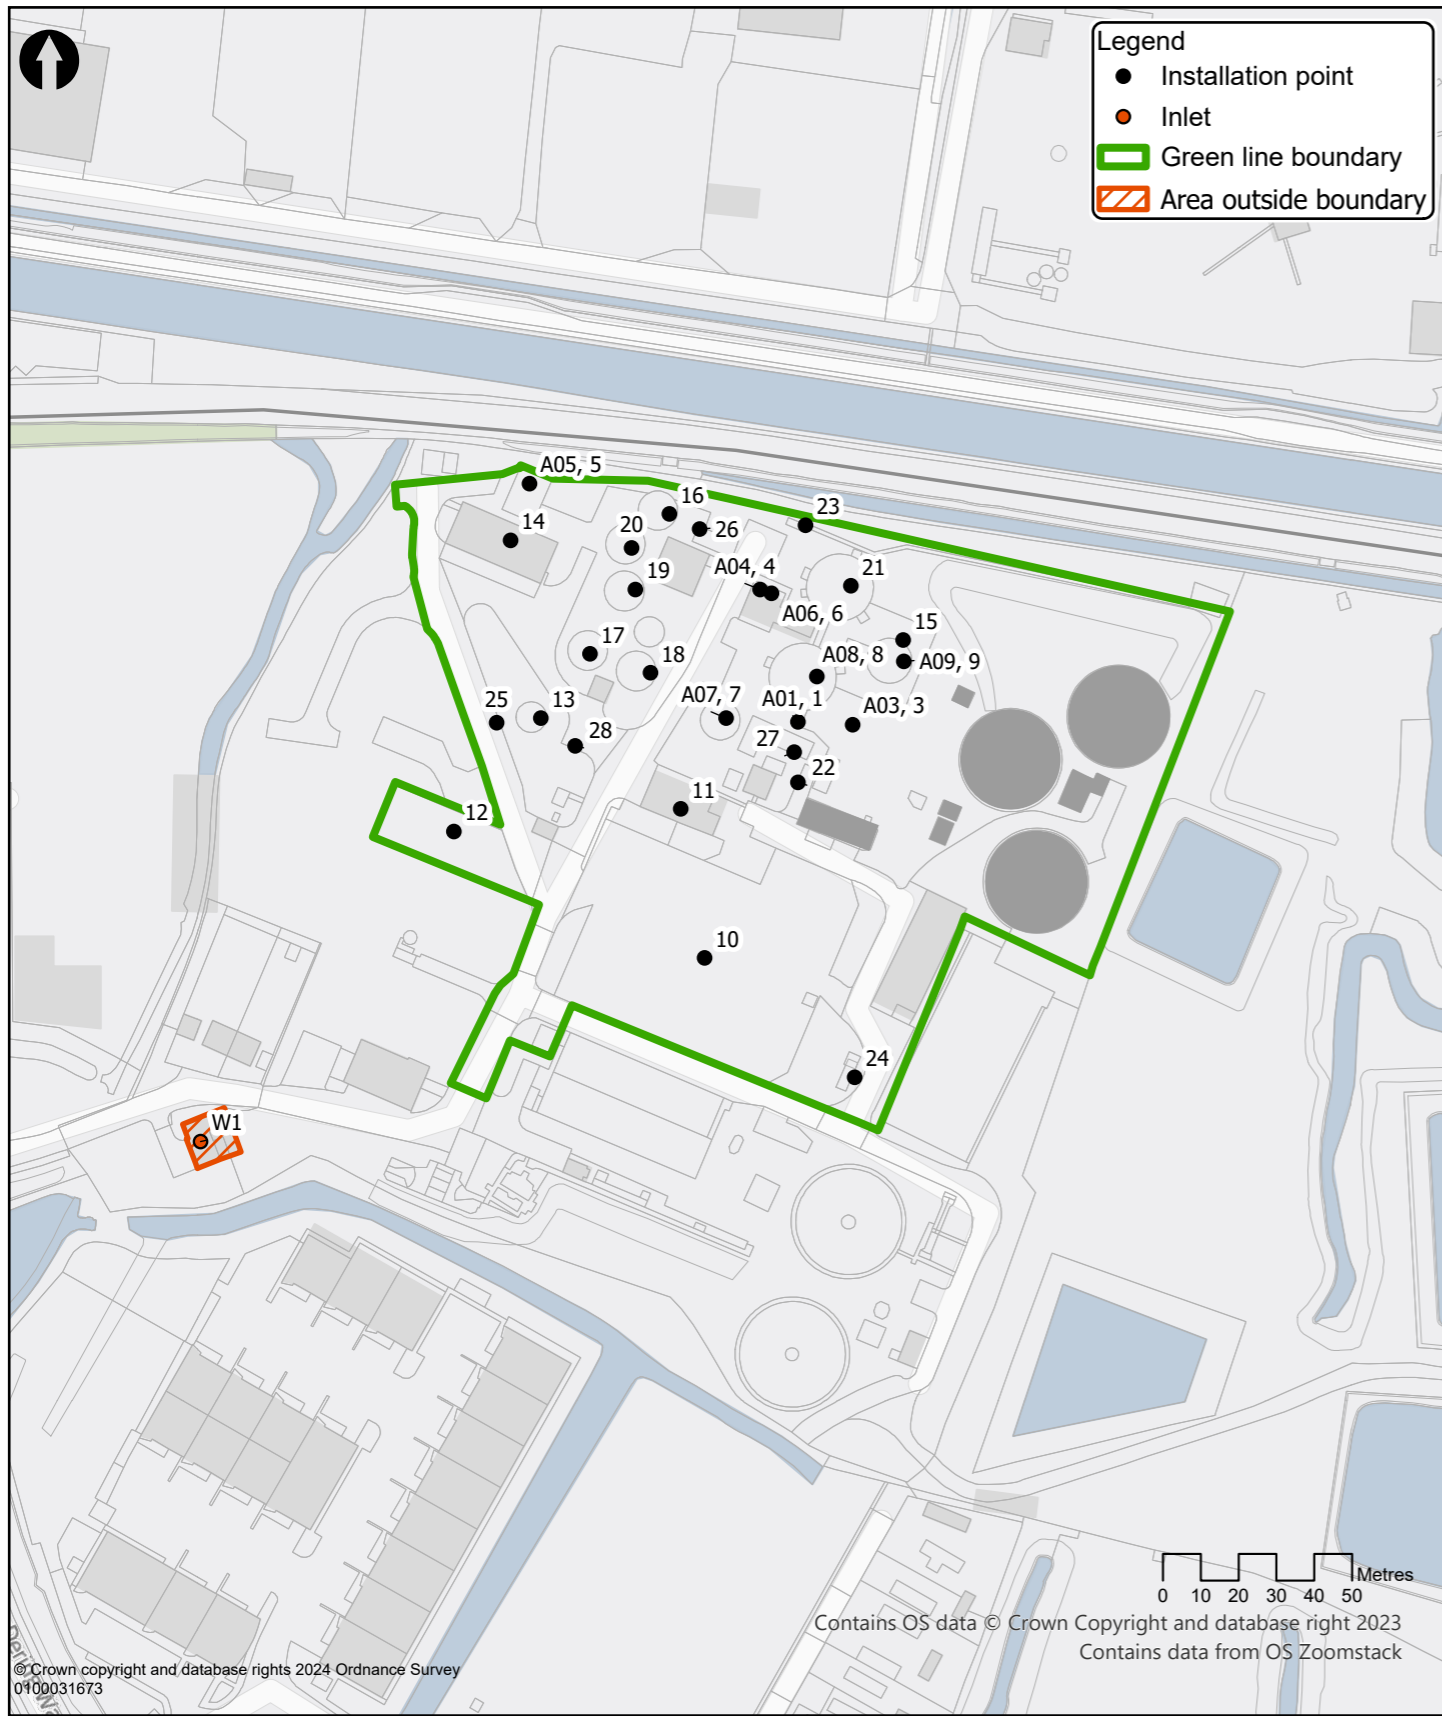 Legend
Installation point
Inlet
Green line boundary
Area outside boundary
A05, 5
16
14
26
23
20
A04, 4
21
19
A06, 6
15
17
A08, 8
A09, 9
18
A07, 7
A01, 1
A03, 3
25
13
28
27
22
11
12
10
24
W1
Metres
0 10 20 30 40 50
Contains OS data © Crown Copyright and database right 2023
Contains data from OS Zoomstack
© Crown copyright and database rights 2024 Ordnance Survey
0100031673